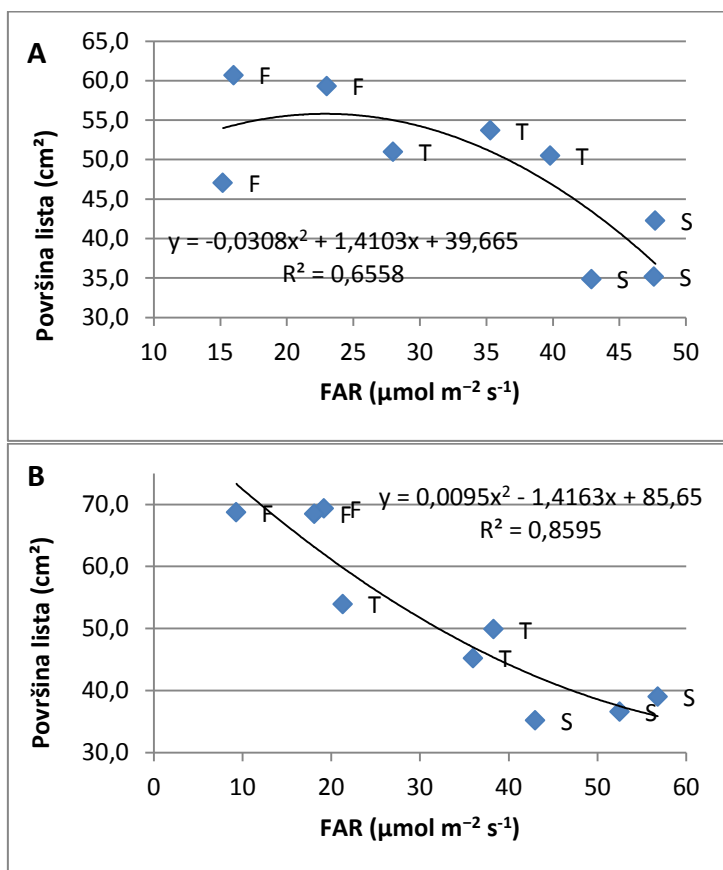 A
65,0
60,0
55,0
50,0
45,0
40,0
35,0
30,0
Površina lista (cm²)
F
F
F
T
T
T
S
S
S
y = -0,0308x² + 1,4103x + 39,665
R² = 0,6558
10 15 20 25 30 35 40 45 50
FAR (µmol m⁻² s⁻¹)
B
70,0
60,0
50,0
40,0
30,0
Površina lista (cm²)
y = 0,0095x² - 1,4163x + 85,65
R² = 0,8595
F
F
F
T
T
T
S
S
S
0 10 20 30 40 50 60
FAR (µmol m⁻² s⁻¹)